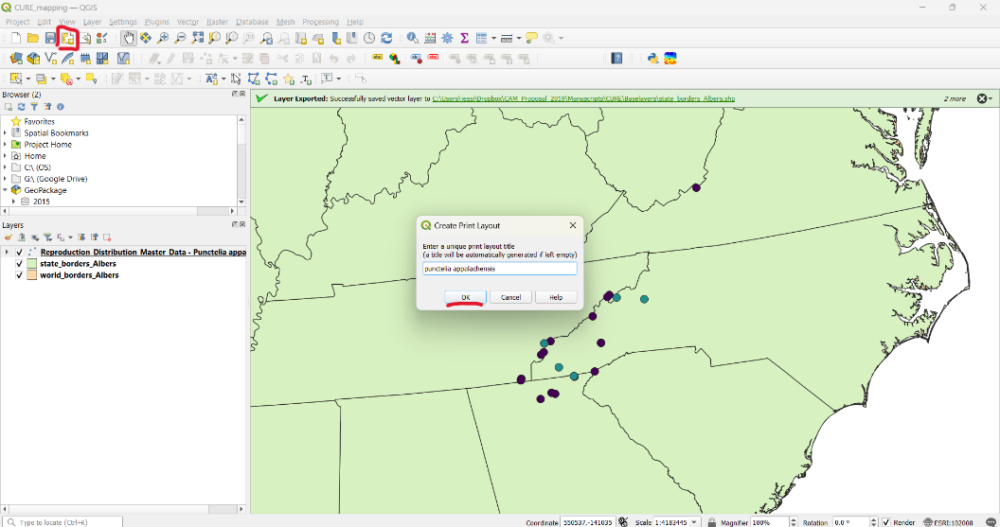 CURE_mapping — QGIS
Project Edit View Layer Settings Plugins Vector Raster Database Mesh Processing Help
Browser (2)
Favorites
Spatial Bookmarks
Project Home
Home
C:\ (OS)
G:\ (Google Drive)
GeoPackage
2015
Layers
Reproduction_Distribution_Master_Data - Punctelia appa
state_borders_Albers
world_borders_Albers
Layer Exported: Successfully saved vector layer to C:\Users\jessi\Dropbox\CAM_Proposal_2019\Manuscripts\CURE\Baselayers\state_borders_Albers.shp
2 more
Create Print Layout
Enter a unique print layout title
(a title will be automatically generated if left empty)
punctelia appalachensis
OK Cancel Help
Type to locate (Ctrl+K)
Coordinate 550537,-141035 Scale 1:4183445 Magnifier 100% Rotation 0.0 ° Render ESRI:102008